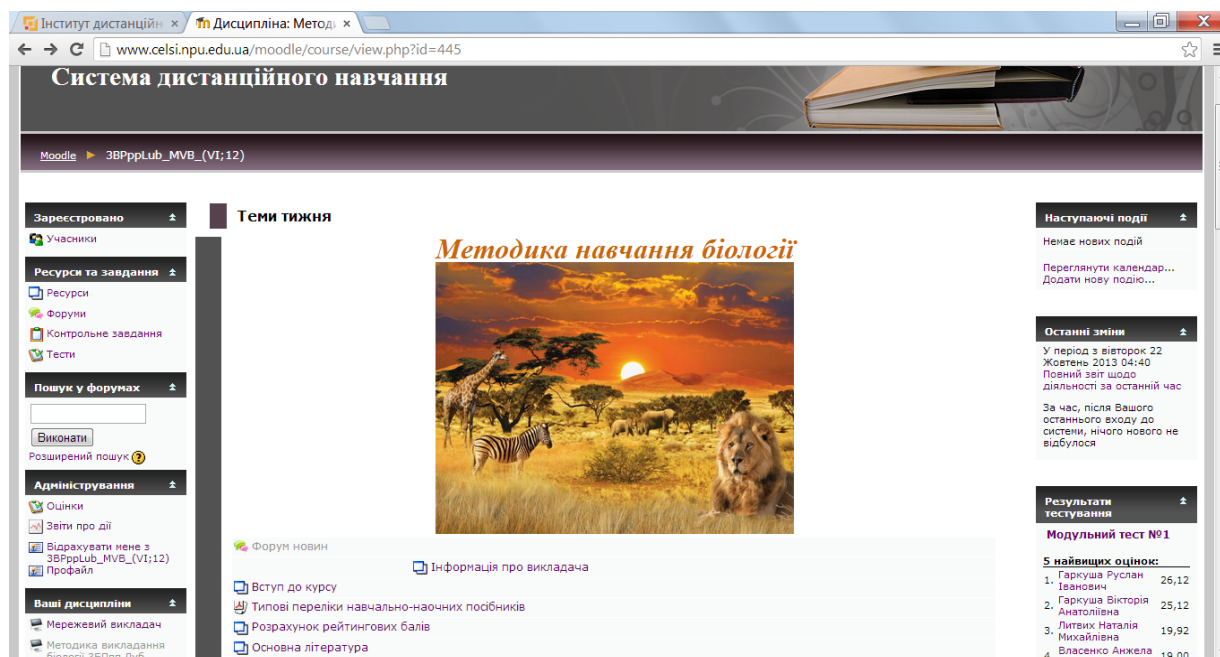 Інститут дистанційн
Дисципліна: Метод
www.celsi.npu.edu.ua/moodle/course/view.php?id=445
Система дистанційного навчання
Moodle ► 3BPppLub_MVB_(VI;12)
Зареєстровано
Учасники
Ресурси та завдання
Ресурси
Форуми
Контрольне завдання
Тести
Пошук у форумах
Виконати
Розширений пошук
Адміністрування
Оцінки
Звіти про дії
Відрахувати мене з
3BPppLub_MVB_(VI;12)
Профайл
Ваші дисципліни
Мережевий викладач
Методика викладання
Теми тижня
Методика навчання біології
Форум новин
Інформація про викладача
Вступ до курсу
Типові переліки навчально-наочних посібників
Розрахунок рейтингових балів
Основна література
Наступаючі події
Немає нових подій
Переглянути календар...
Додати нову подію...
Останні зміни
У період з вівторок 22
Жовтень 2013 04:40
Повний звіт щодо
діяльності за останній час
За час, після Вашого
останнього входу до
системи, нічого нового не
відбулося
Результати
тестування
Модульний тест №1
5 найвищих оцінок:
1. Гаркуша Руслан
Іванович 26,12
2. Гаркуша Вікторія
Анатоліївна 25,12
3. Литвих Наталія
Михайлівна 19,92
4. Власенко Анжела
19,00